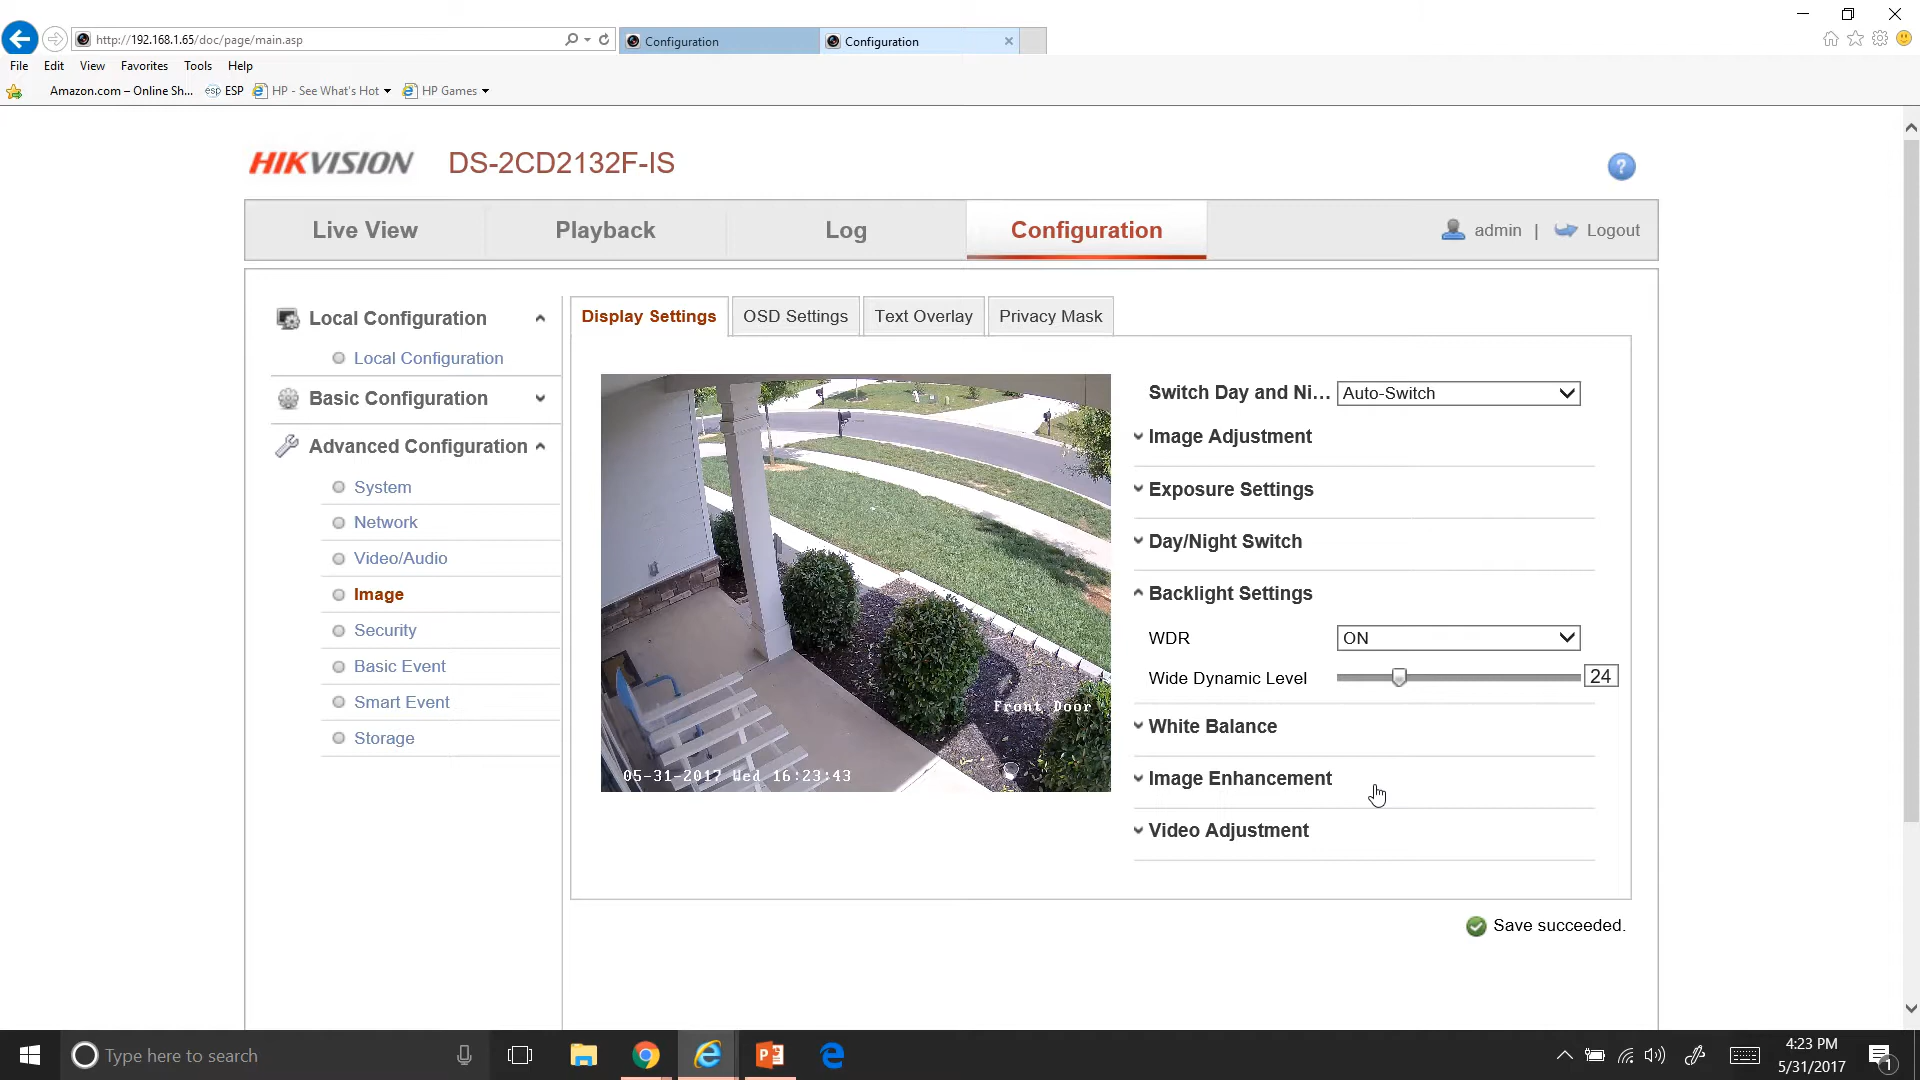 http://192.168.1.65/doc/page/main.asp
Configuration
Configuration
File Edit View Favorites Tools Help
Amazon.com – Online Sh... esp ESP HP - See What's Hot HP Games
HIKVISION DS-2CD2132F-IS ?
Live View Playback Log Configuration admin | Logout
Local Configuration
Local Configuration
Basic Configuration
Advanced Configuration
System
Network
Video/Audio
Image
Security
Basic Event
Smart Event
Storage
Display Settings OSD Settings Text Overlay Privacy Mask
Front Door
05-31-2017 Wed 16:23:43
Switch Day and Ni... Auto-Switch
Image Adjustment
Exposure Settings
Day/Night Switch
Backlight Settings
WDR ON
Wide Dynamic Level 24
White Balance
Image Enhancement
Video Adjustment
Save succeeded.
Type here to search
4:23 PM
5/31/2017
1